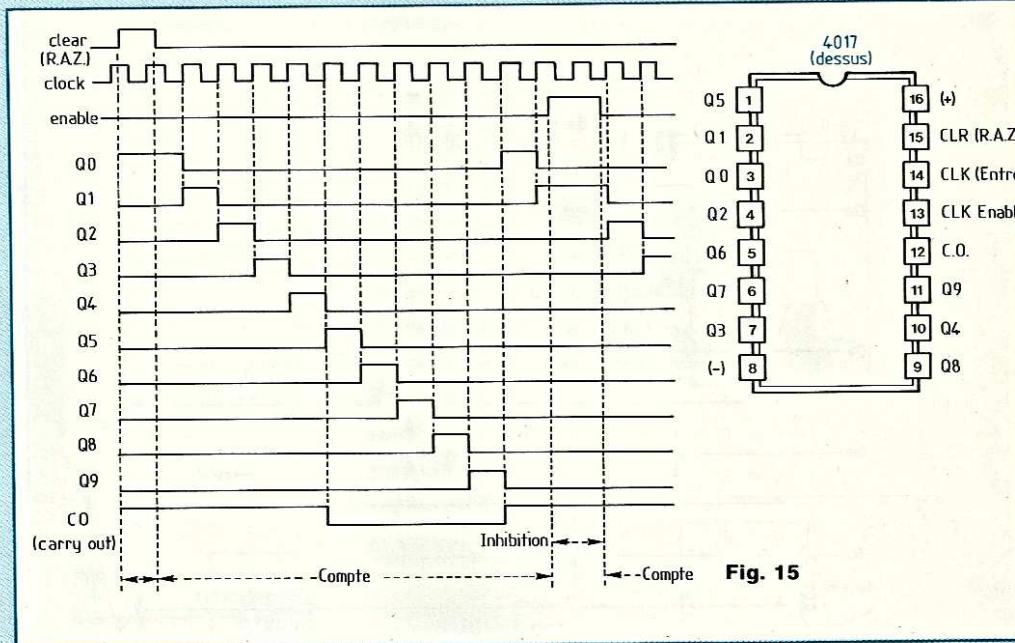 clear
(R.A.Z.)
clock
enable
Q0
Q1
Q2
Q3
Q4
Q5
Q6
Q7
Q8
Q9
CO
(carry out)
Inhibition
Compte
Compte
Fig. 15
4017
(dessus)
Q5 1
Q1 2
Q0 3
Q2 4
Q6 5
Q7 6
Q3 7
(-) 8
16 (+)
15 CLR (R.A.Z
14 CLK (Entre
13 CLK Enabl
12 C.O.
11 Q9
10 Q4
9 Q8